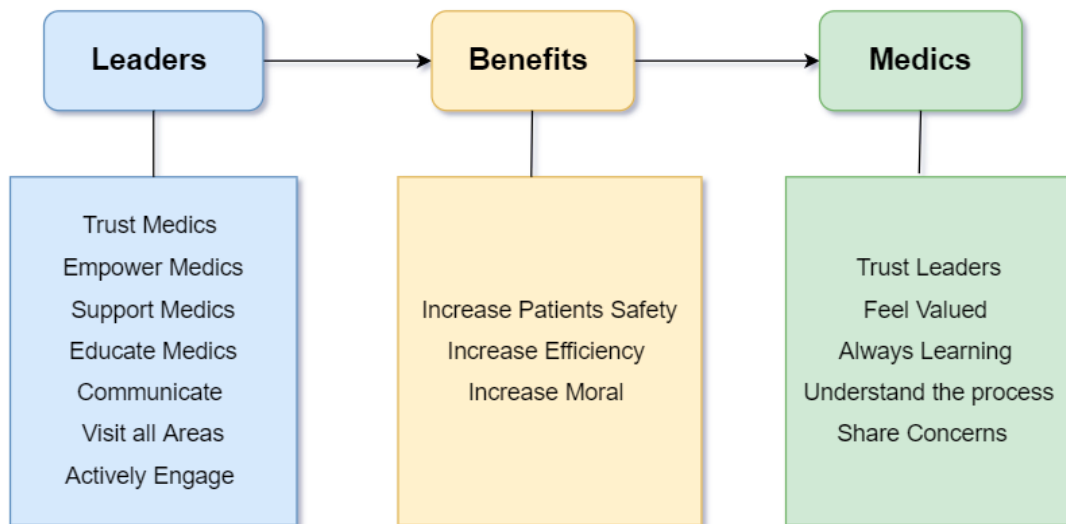 Leaders
Benefits
Medics
Trust Medics
Empower Medics
Support Medics
Educate Medics
Communicate
Visit all Areas
Actively Engage
Increase Patients Safety
Increase Efficiency
Increase Moral
Trust Leaders
Feel Valued
Always Learning
Understand the process
Share Concerns